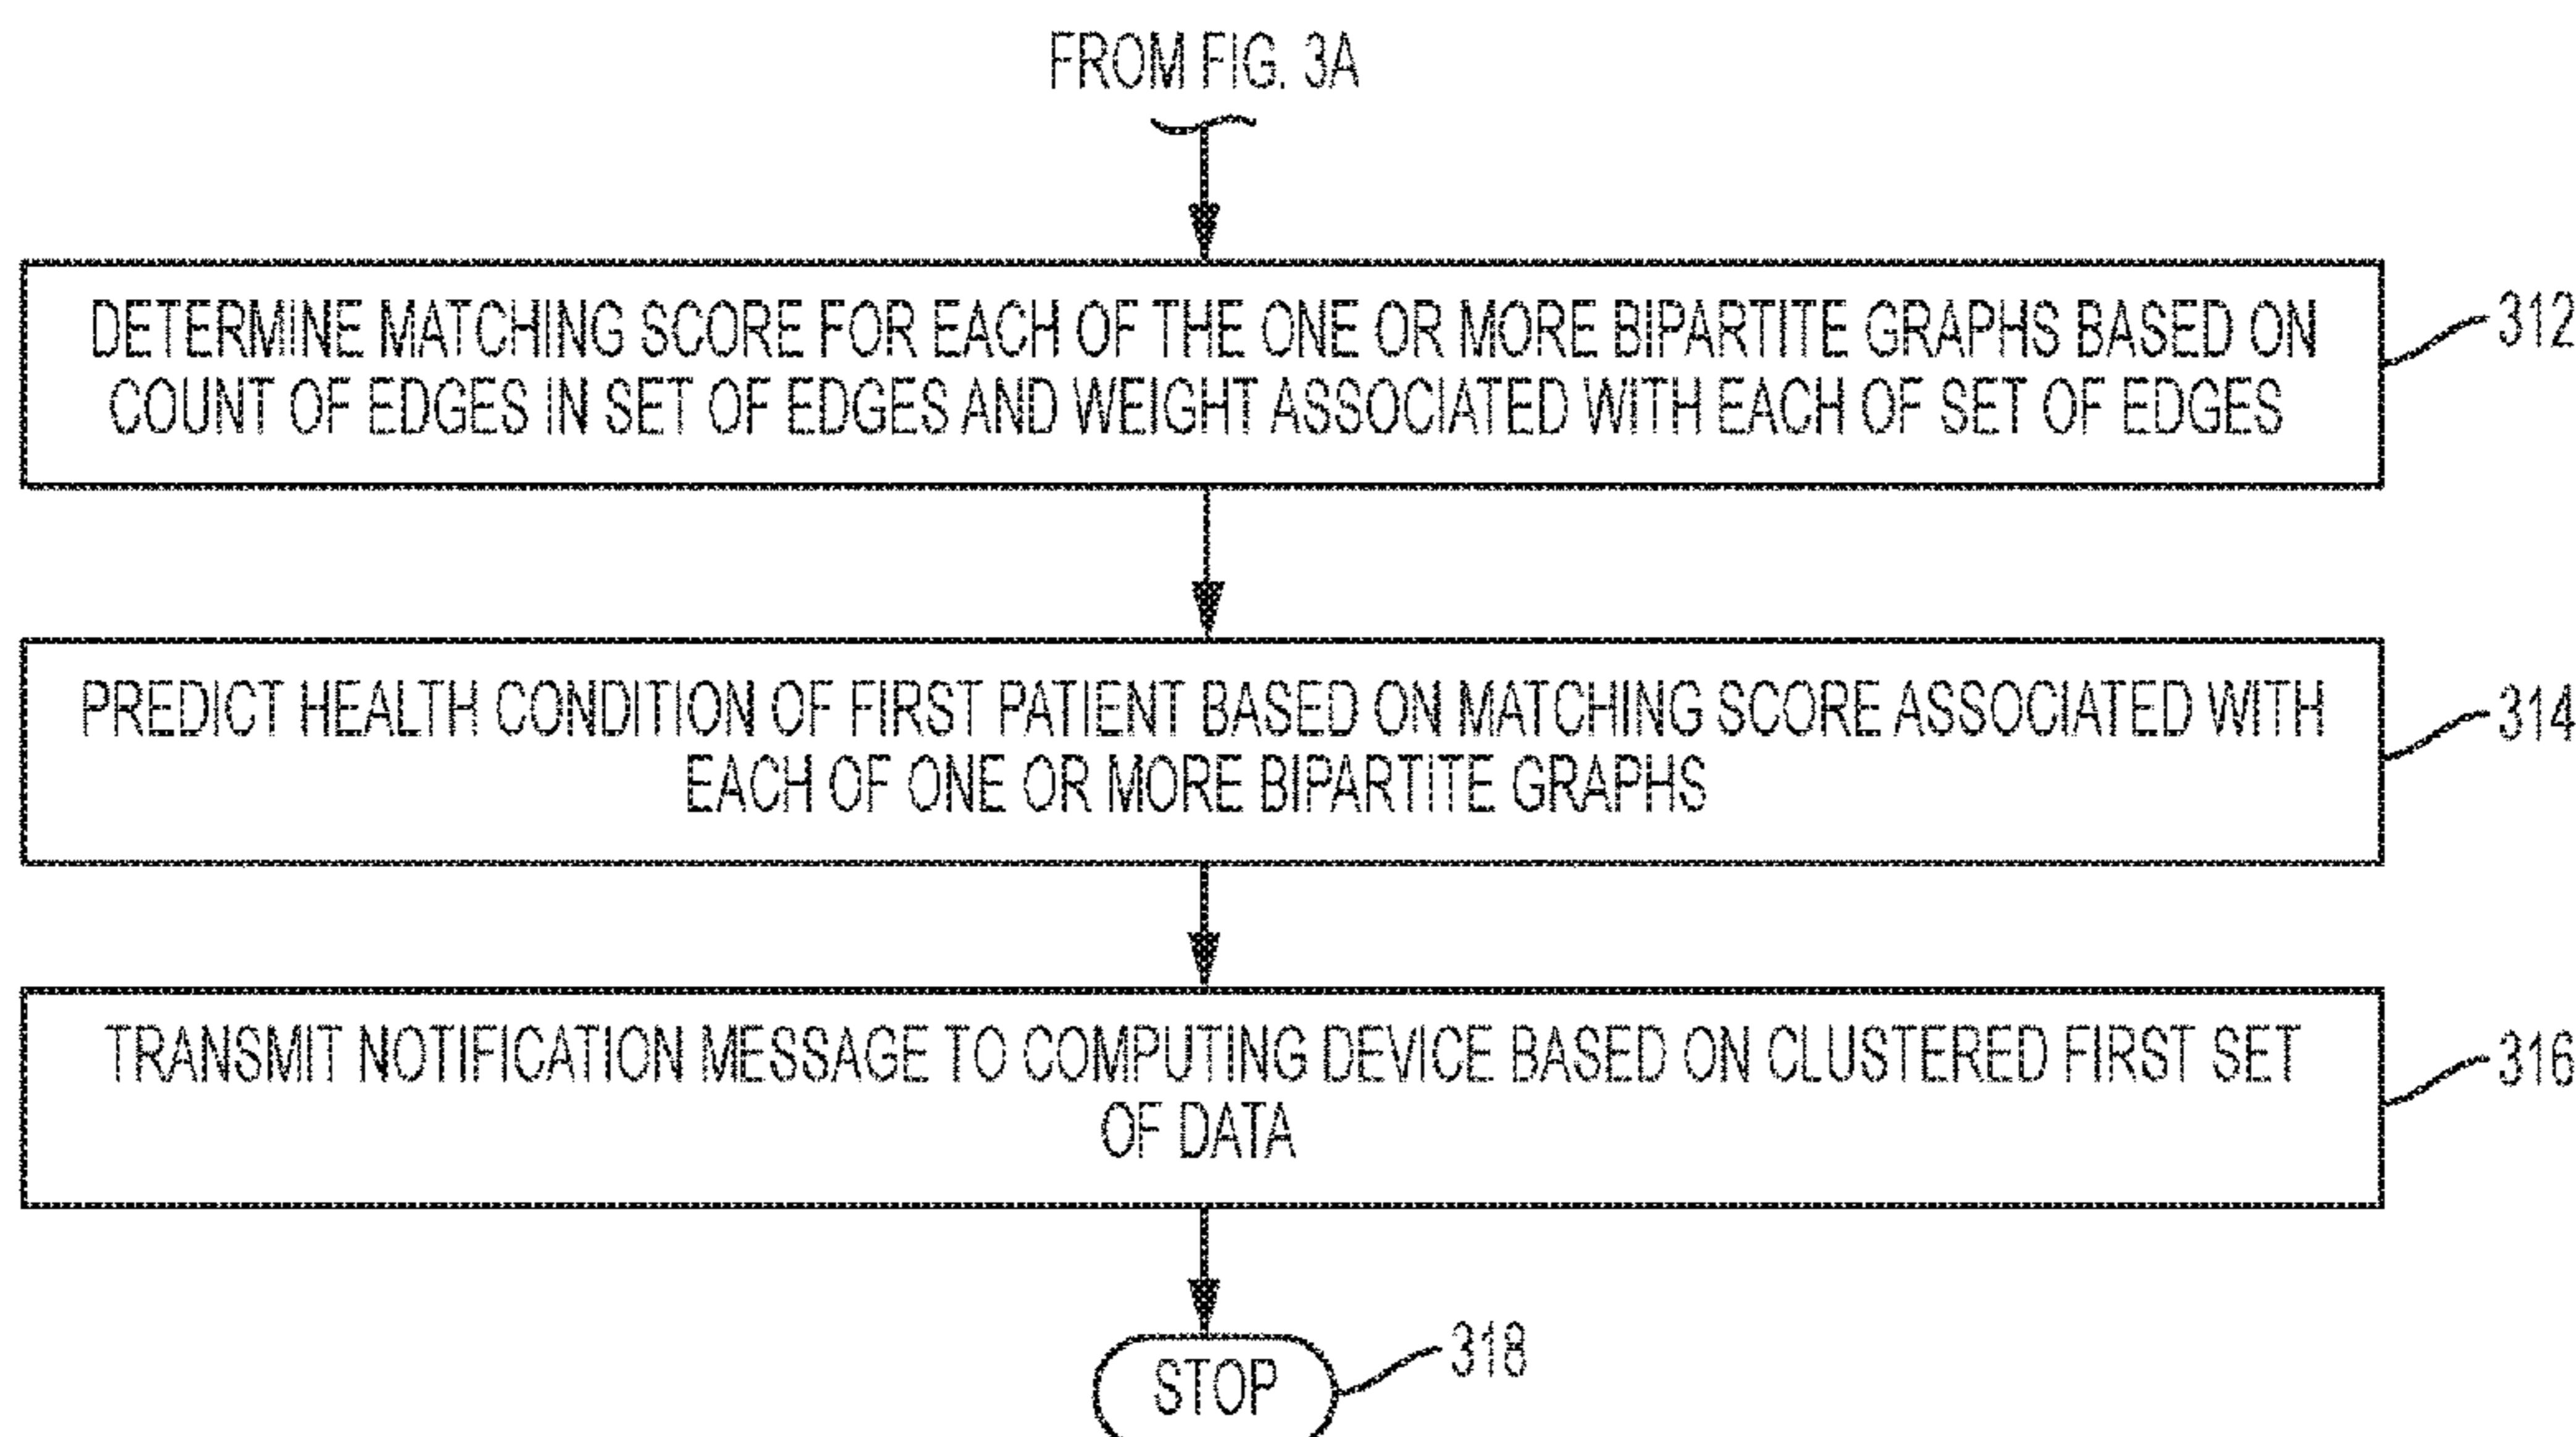 FROM FIG. 3A
DETERMINE MATCHING SCORE FOR EACH OF THE ONE OR MORE BIPARTITE GRAPHS BASED ON
COUNT OF EDGES IN SET OF EDGES AND WEIGHT ASSOCIATED WITH EACH OF SET OF EDGES
312
PREDICT HEALTH CONDITION OF FIRST PATIENT BASED ON MATCHING SCORE ASSOCIATED WITH
EACH OF ONE OR MORE BIPARTITE GRAPHS
314
TRANSMIT NOTIFICATION MESSAGE TO COMPUTING DEVICE BASED ON CLUSTERED FIRST SET
OF DATA
316
STOP
318